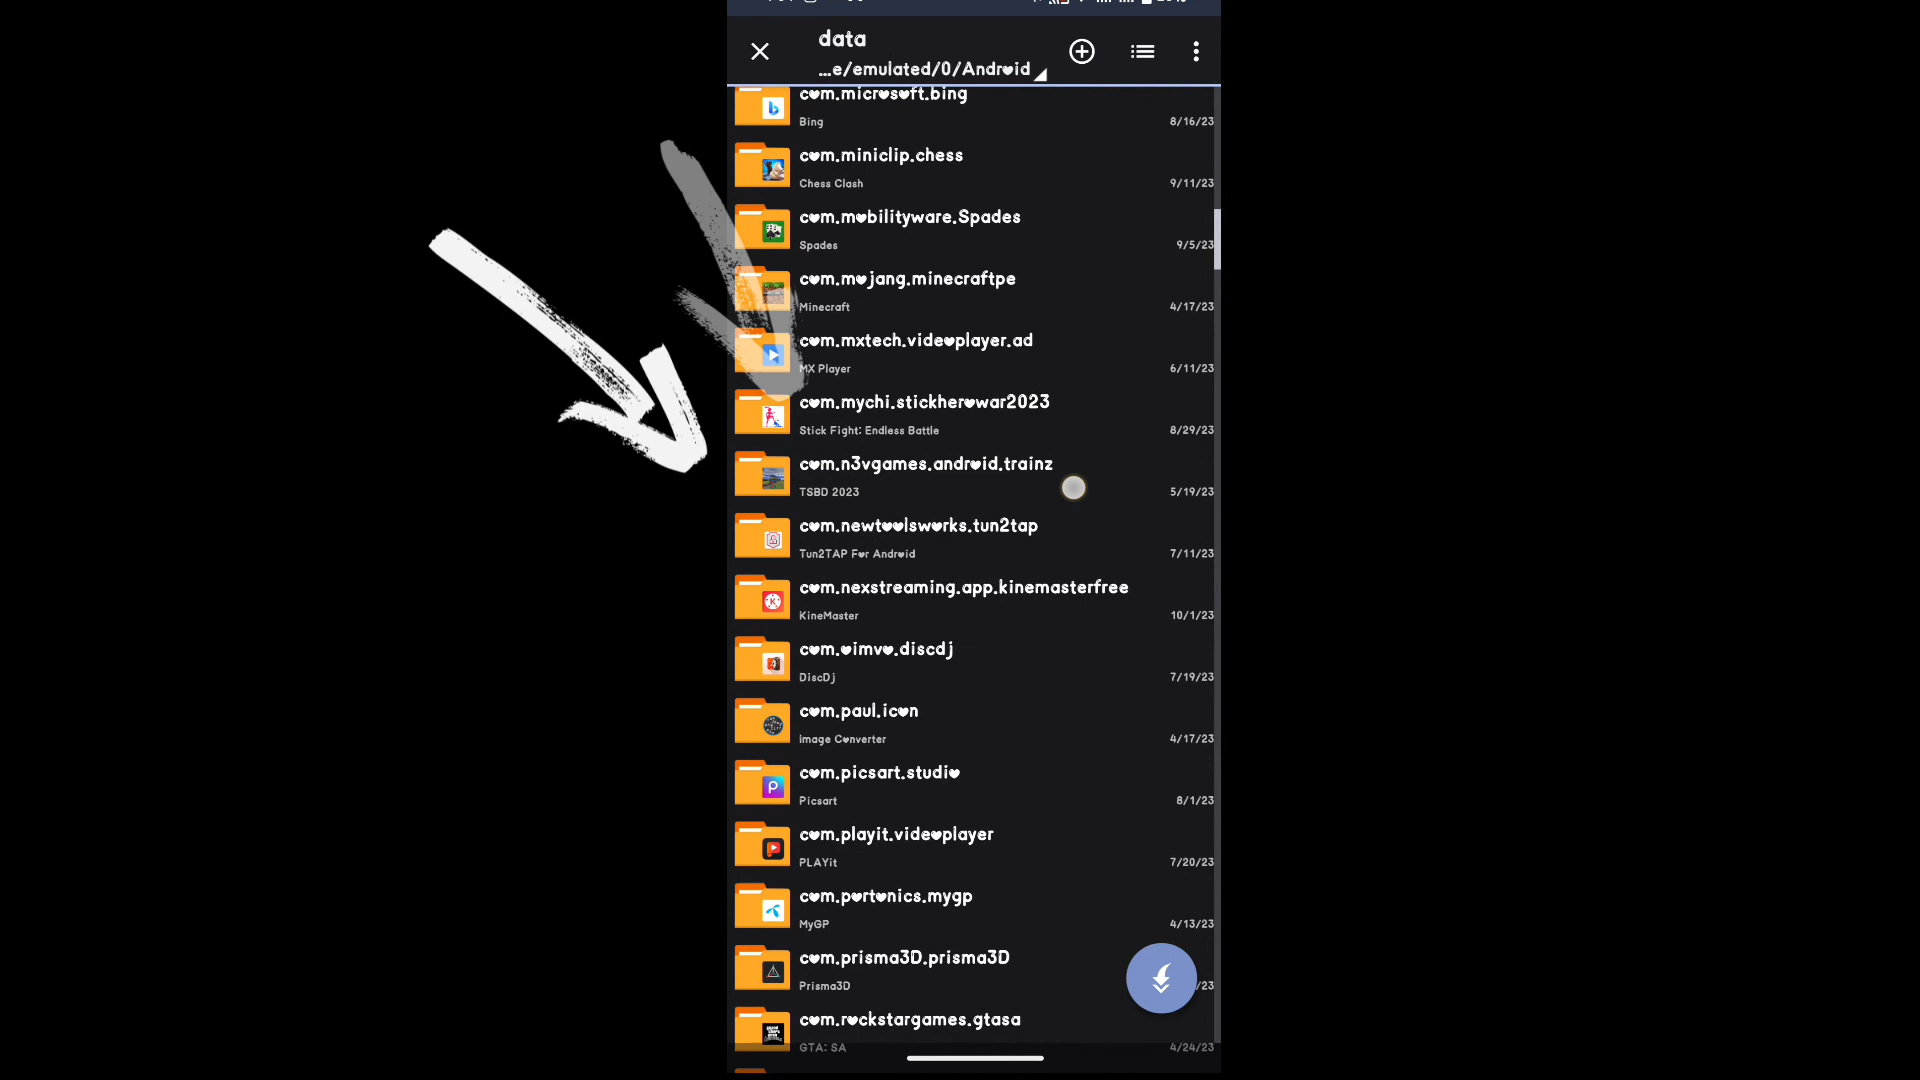 data
...e/emulated/0/Android
com.microsoft.bing
Bing
8/16/23
com.miniclip.chess
Chess Clash
9/11/23
com.mobilityware.Spades
Spades
9/5/23
com.mojang.minecraftpe
Minecraft
4/17/23
com.mxtech.videoplayer.ad
MX Player
6/11/23
com.mychi.stickherowar2023
Stick Fight: Endless Battle
8/29/23
com.n3vgames.android.trainz
TSBD 2023
5/19/23
com.newtoolsworks.tun2tap
Tun2TAP For Android
7/11/23
com.nexstreaming.app.kinemasterfree
KineMaster
10/1/23
com.oimvo.discdj
DiscDj
7/19/23
com.paul.icon
image Converter
4/17/23
com.picsart.studio
Picsart
8/1/23
com.playit.videoplayer
PLAYit
7/20/23
com.portonics.mygp
MyGP
4/13/23
com.prisma3D.prisma3D
Prisma3D
/23
com.rockstargames.gtasa
GTA: SA
4/24/23